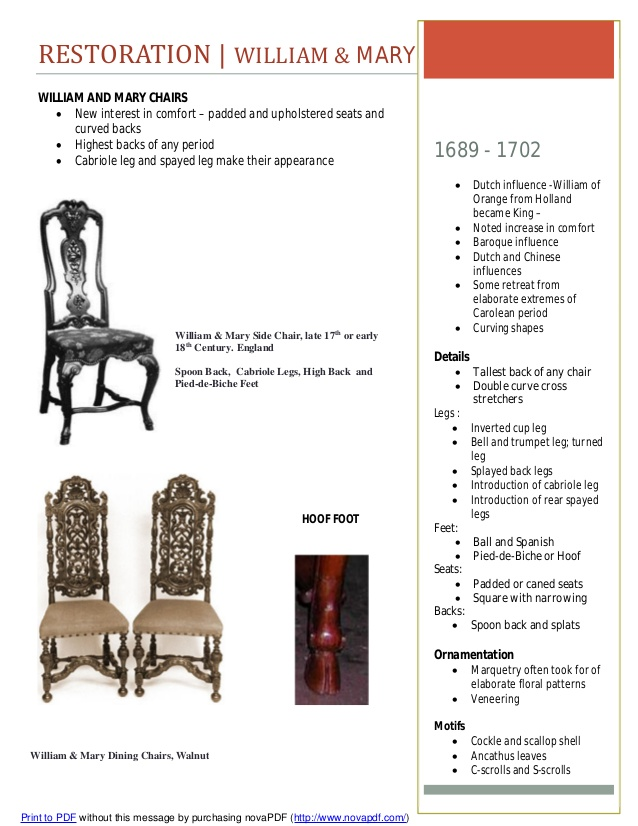 RESTORATION | WILLIAM & MARY
WILLIAM AND MARY CHAIRS
• New interest in comfort – padded and upholstered seats and
curved backs
• Highest backs of any period
• Cabriole leg and spayed leg make their appearance
William & Mary Side Chair, late 17th or early
18th Century. England
Spoon Back, Cabriole Legs, High Back and
Pied-de-Biche Feet
HOOF FOOT
William & Mary Dining Chairs, Walnut
1689 - 1702
• Dutch influence -William of
Orange from Holland
became King –
• Noted increase in comfort
• Baroque influence
• Dutch and Chinese
influences
• Some retreat from
elaborate extremes of
Carolean period
• Curving shapes
Details
• Tallest back of any chair
• Double curve cross
stretchers
Legs :
• Inverted cup leg
• Bell and trumpet leg; turned
leg
• Splayed back legs
• Introduction of cabriole leg
• Introduction of rear spayed
legs
Feet:
• Ball and Spanish
• Pied-de-Biche or Hoof
Seats:
• Padded or caned seats
• Square with narrowing
Backs:
• Spoon back and splats
Ornamentation
• Marquetry often took for of
elaborate floral patterns
• Veneering
Motifs
• Cockle and scallop shell
• Ancathus leaves
• C-scrolls and S-scrolls
Print to PDF without this message by purchasing novaPDF (http://www.novapdf.com/)